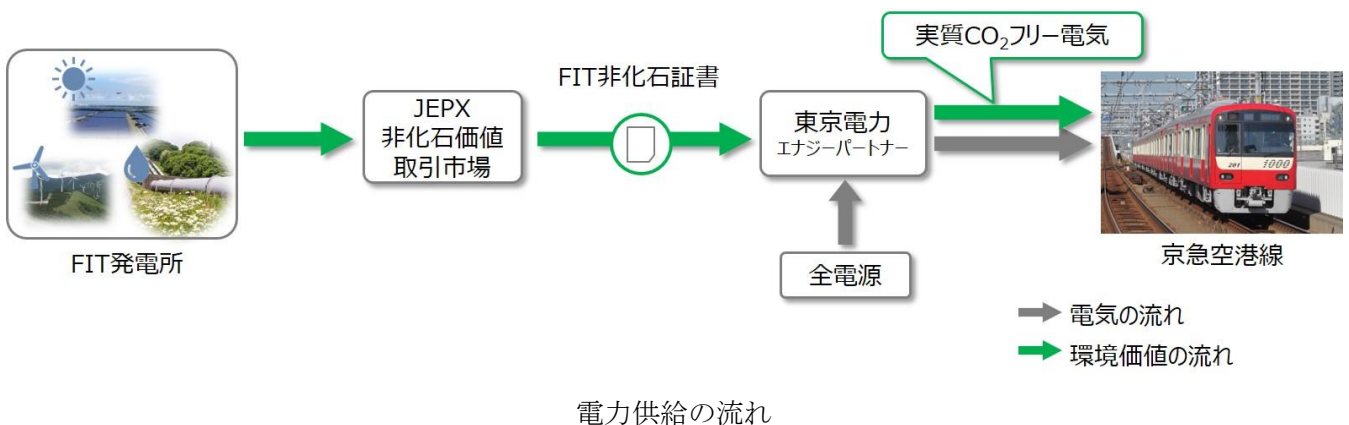 実質CO2フリー電気
FIT非化石証書
JEPX
非化石価値
取引市場
東京電力
エナジーパートナー
201 1000
FIT発電所
全電源
京急空港線
電気の流れ
環境価値の流れ
電力供給の流れ